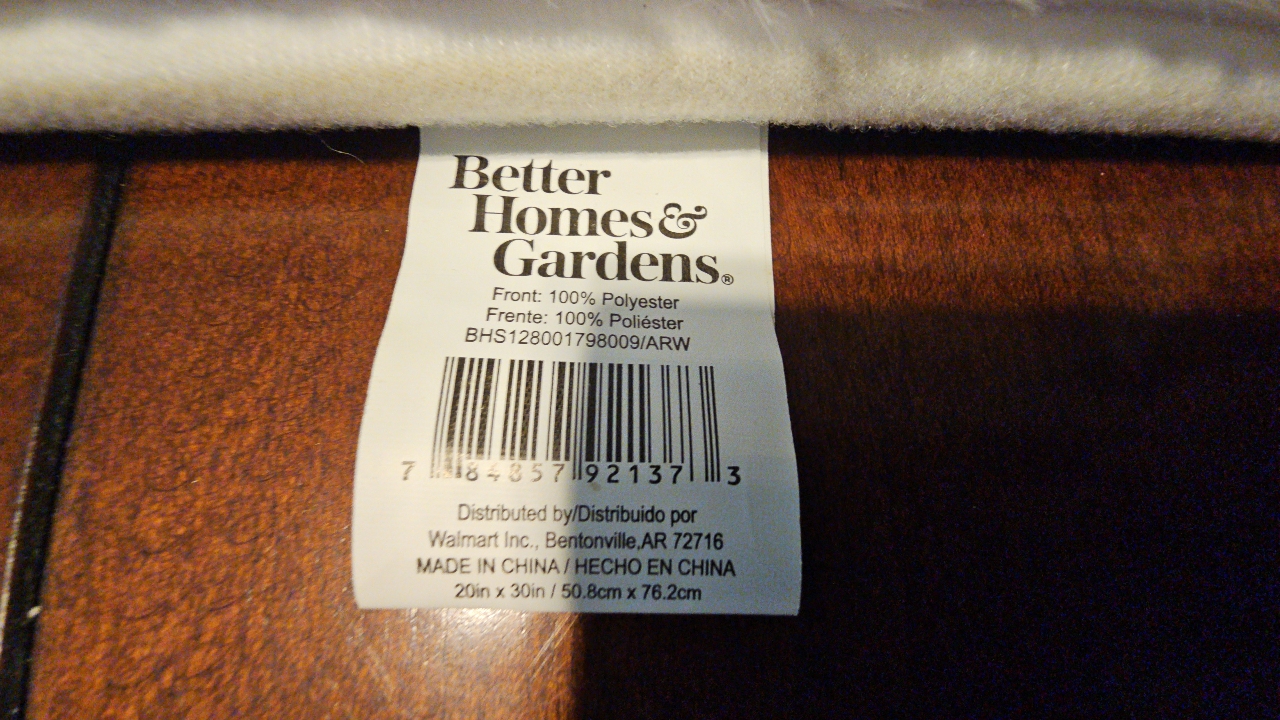 Better
Homes&
Gardens®
Front: 100% Polyester
Frente: 100% Poliéster
BHS128001798009/ARW
7 84857 92137 3
Distributed by/Distribuido por
Walmart Inc., Bentonville,AR 72716
MADE IN CHINA / HECHO EN CHINA
20in x 30in / 50.8cm x 76.2cm